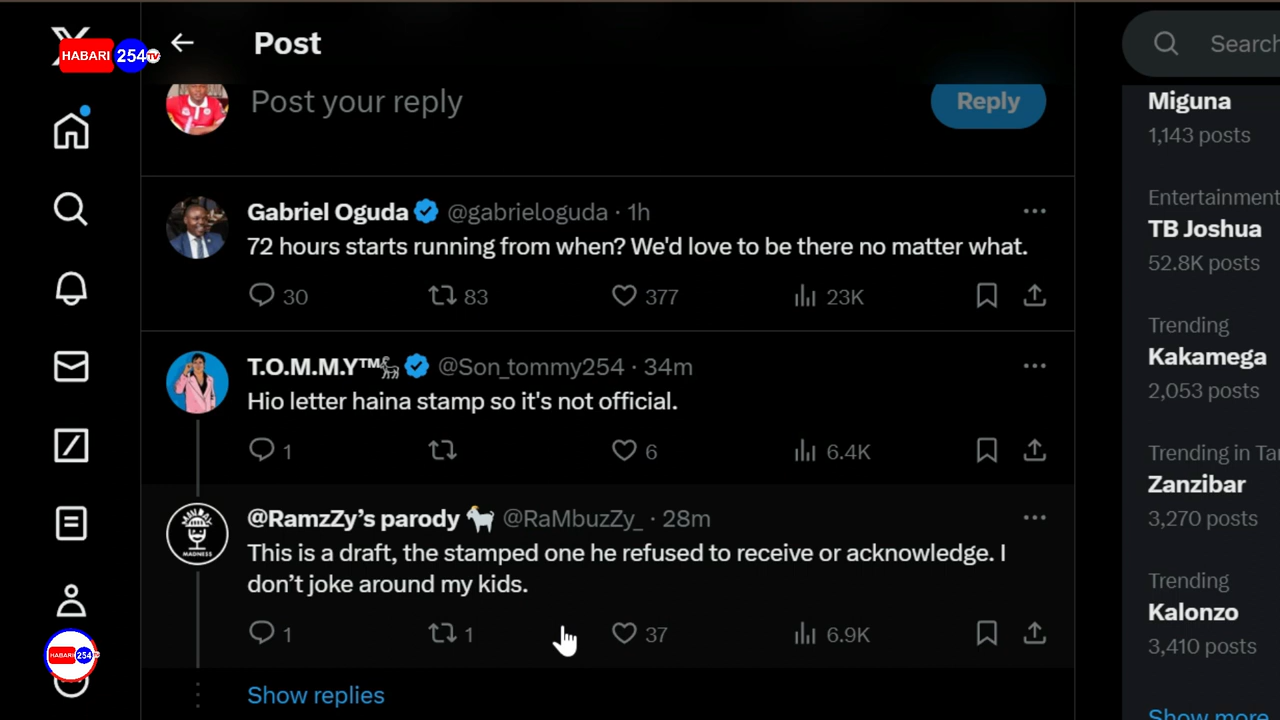 HABARI 254 TV
Post
Search
Post your reply
Reply
Miguna
1,143 posts
Gabriel Oguda @gabrieloguda · 1h
72 hours starts running from when? We'd love to be there no matter what.
30 83 377 23K
Entertainment
TB Joshua
52.8K posts
T.O.M.M.Y™🐐 @Son_tommy254 · 34m
Hio letter haina stamp so it's not official.
1 6 6.4K
Trending
Kakamega
2,053 posts
MADNESS
@RamzZy’s parody 🐐 @RaMbuzZy_ · 28m
This is a draft, the stamped one he refused to receive or acknowledge. I
don’t joke around my kids.
1 1 37 6.9K
Trending in Ta
Zanzibar
3,270 posts
Trending
Kalonzo
3,410 posts
HABARI 254 TV
Show replies
Show more